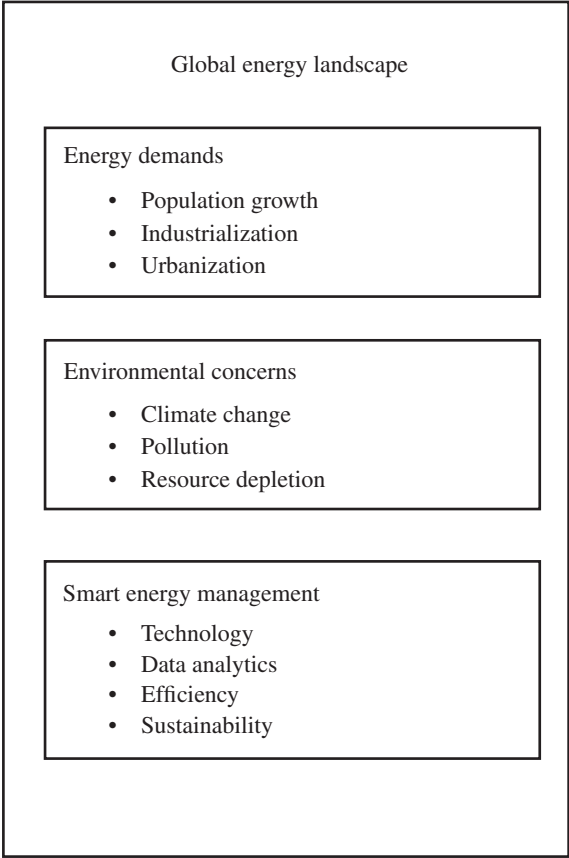 Global energy landscape
Energy demands
• Population growth
• Industrialization
• Urbanization
Environmental concerns
• Climate change
• Pollution
• Resource depletion
Smart energy management
• Technology
• Data analytics
• Efficiency
• Sustainability